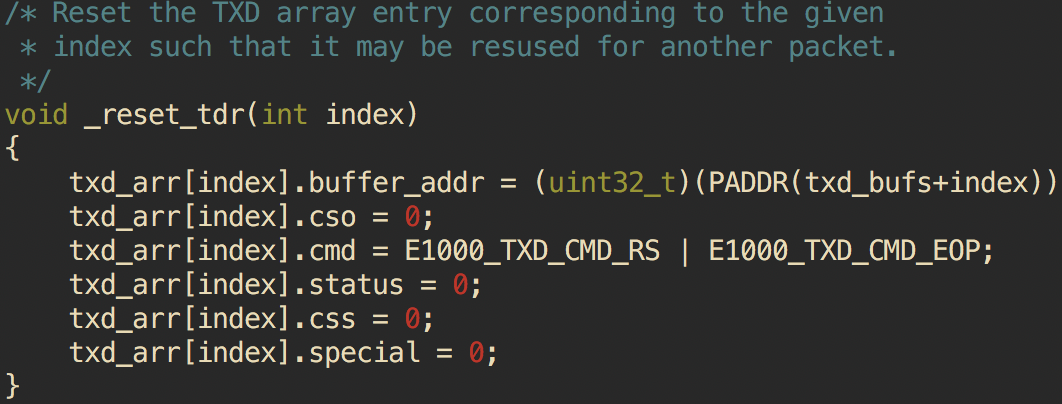 /* Reset the TXD array entry corresponding to the given
 * index such that it may be resused for another packet.
 */
void _reset_tdr(int index)
{
    txd_arr[index].buffer_addr = (uint32_t)(PADDR(txd_bufs+index))
    txd_arr[index].cso = 0;
    txd_arr[index].cmd = E1000_TXD_CMD_RS | E1000_TXD_CMD_EOP;
    txd_arr[index].status = 0;
    txd_arr[index].css = 0;
    txd_arr[index].special = 0;
}